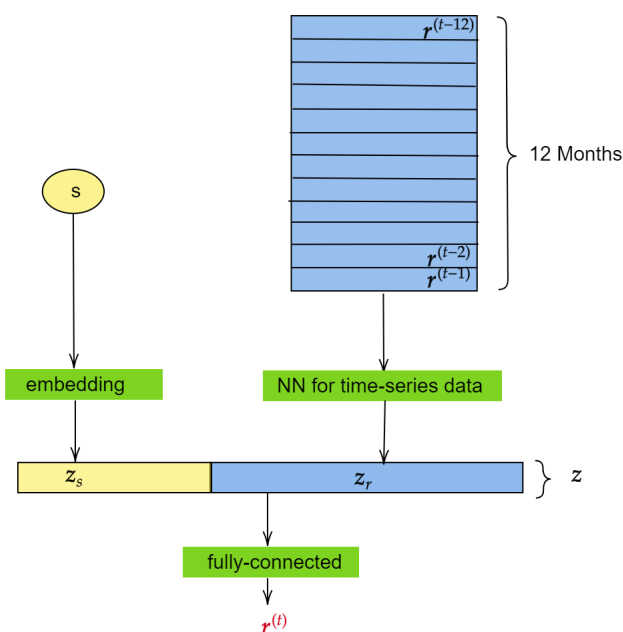 r^(t−12)
12 Months
s
r^(t−2)
r^(t−1)
embedding
NN for time-series data
z_s
z_r
z
fully-connected
r^(t)